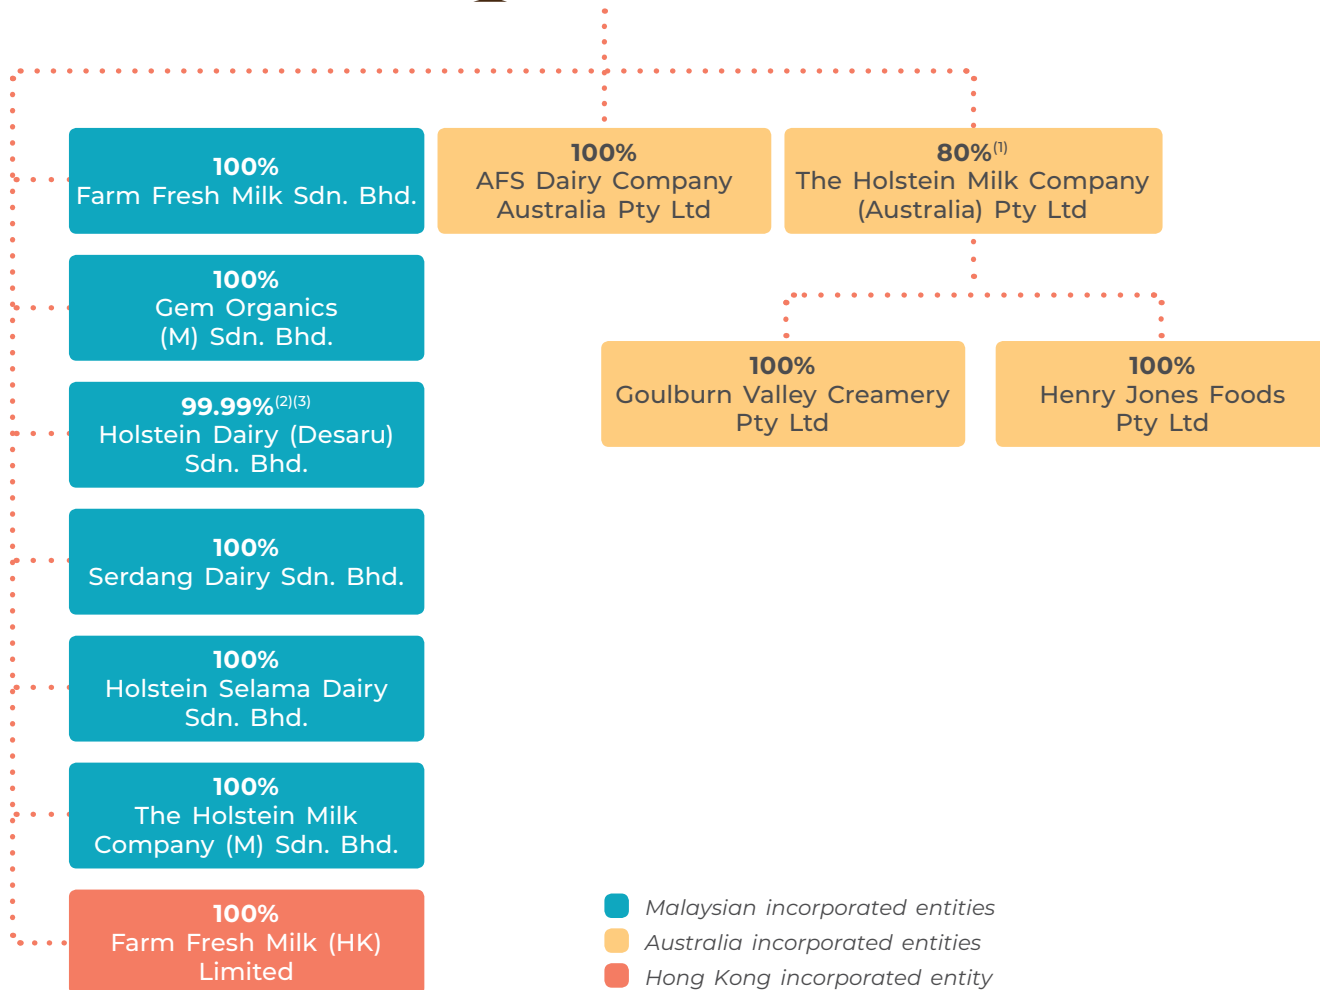 100%
Farm Fresh Milk Sdn. Bhd.
100%
AFS Dairy Company
Australia Pty Ltd
80%(1)
The Holstein Milk Company
(Australia) Pty Ltd
100%
Gem Organics
(M) Sdn. Bhd.
99.99%(2)(3)
Holstein Dairy (Desaru)
Sdn. Bhd.
100%
Serdang Dairy Sdn. Bhd.
100%
Holstein Selama Dairy
Sdn. Bhd.
100%
The Holstein Milk
Company (M) Sdn. Bhd.
100%
Farm Fresh Milk (HK)
Limited
100%
Goulburn Valley Creamery
Pty Ltd
100%
Henry Jones Foods
Pty Ltd
Malaysian incorporated entities
Australia incorporated entities
Hong Kong incorporated entity